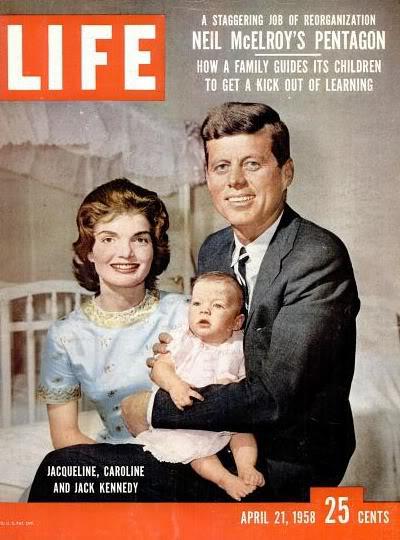 LIFE
A STAGGERING JOB OF REORGANIZATION
NEIL McELROY'S PENTAGON
HOW A FAMILY GUIDES ITS CHILDREN
TO GET A KICK OUT OF LEARNING
JACQUELINE, CAROLINE
AND JACK KENNEDY
APRIL 21, 1958 25 CENTS